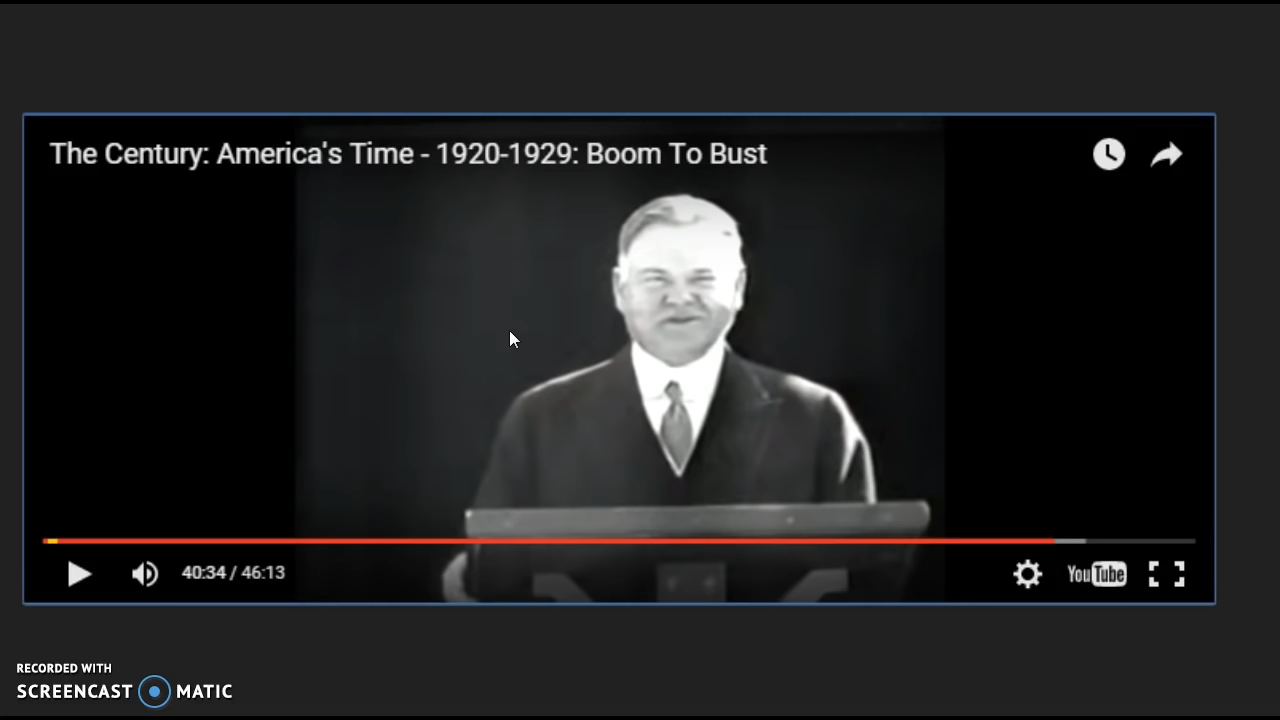 The Century: America's Time - 1920-1929: Boom To Bust
40:34 / 46:13
YouTube
RECORDED WITH
SCREENCAST MATIC